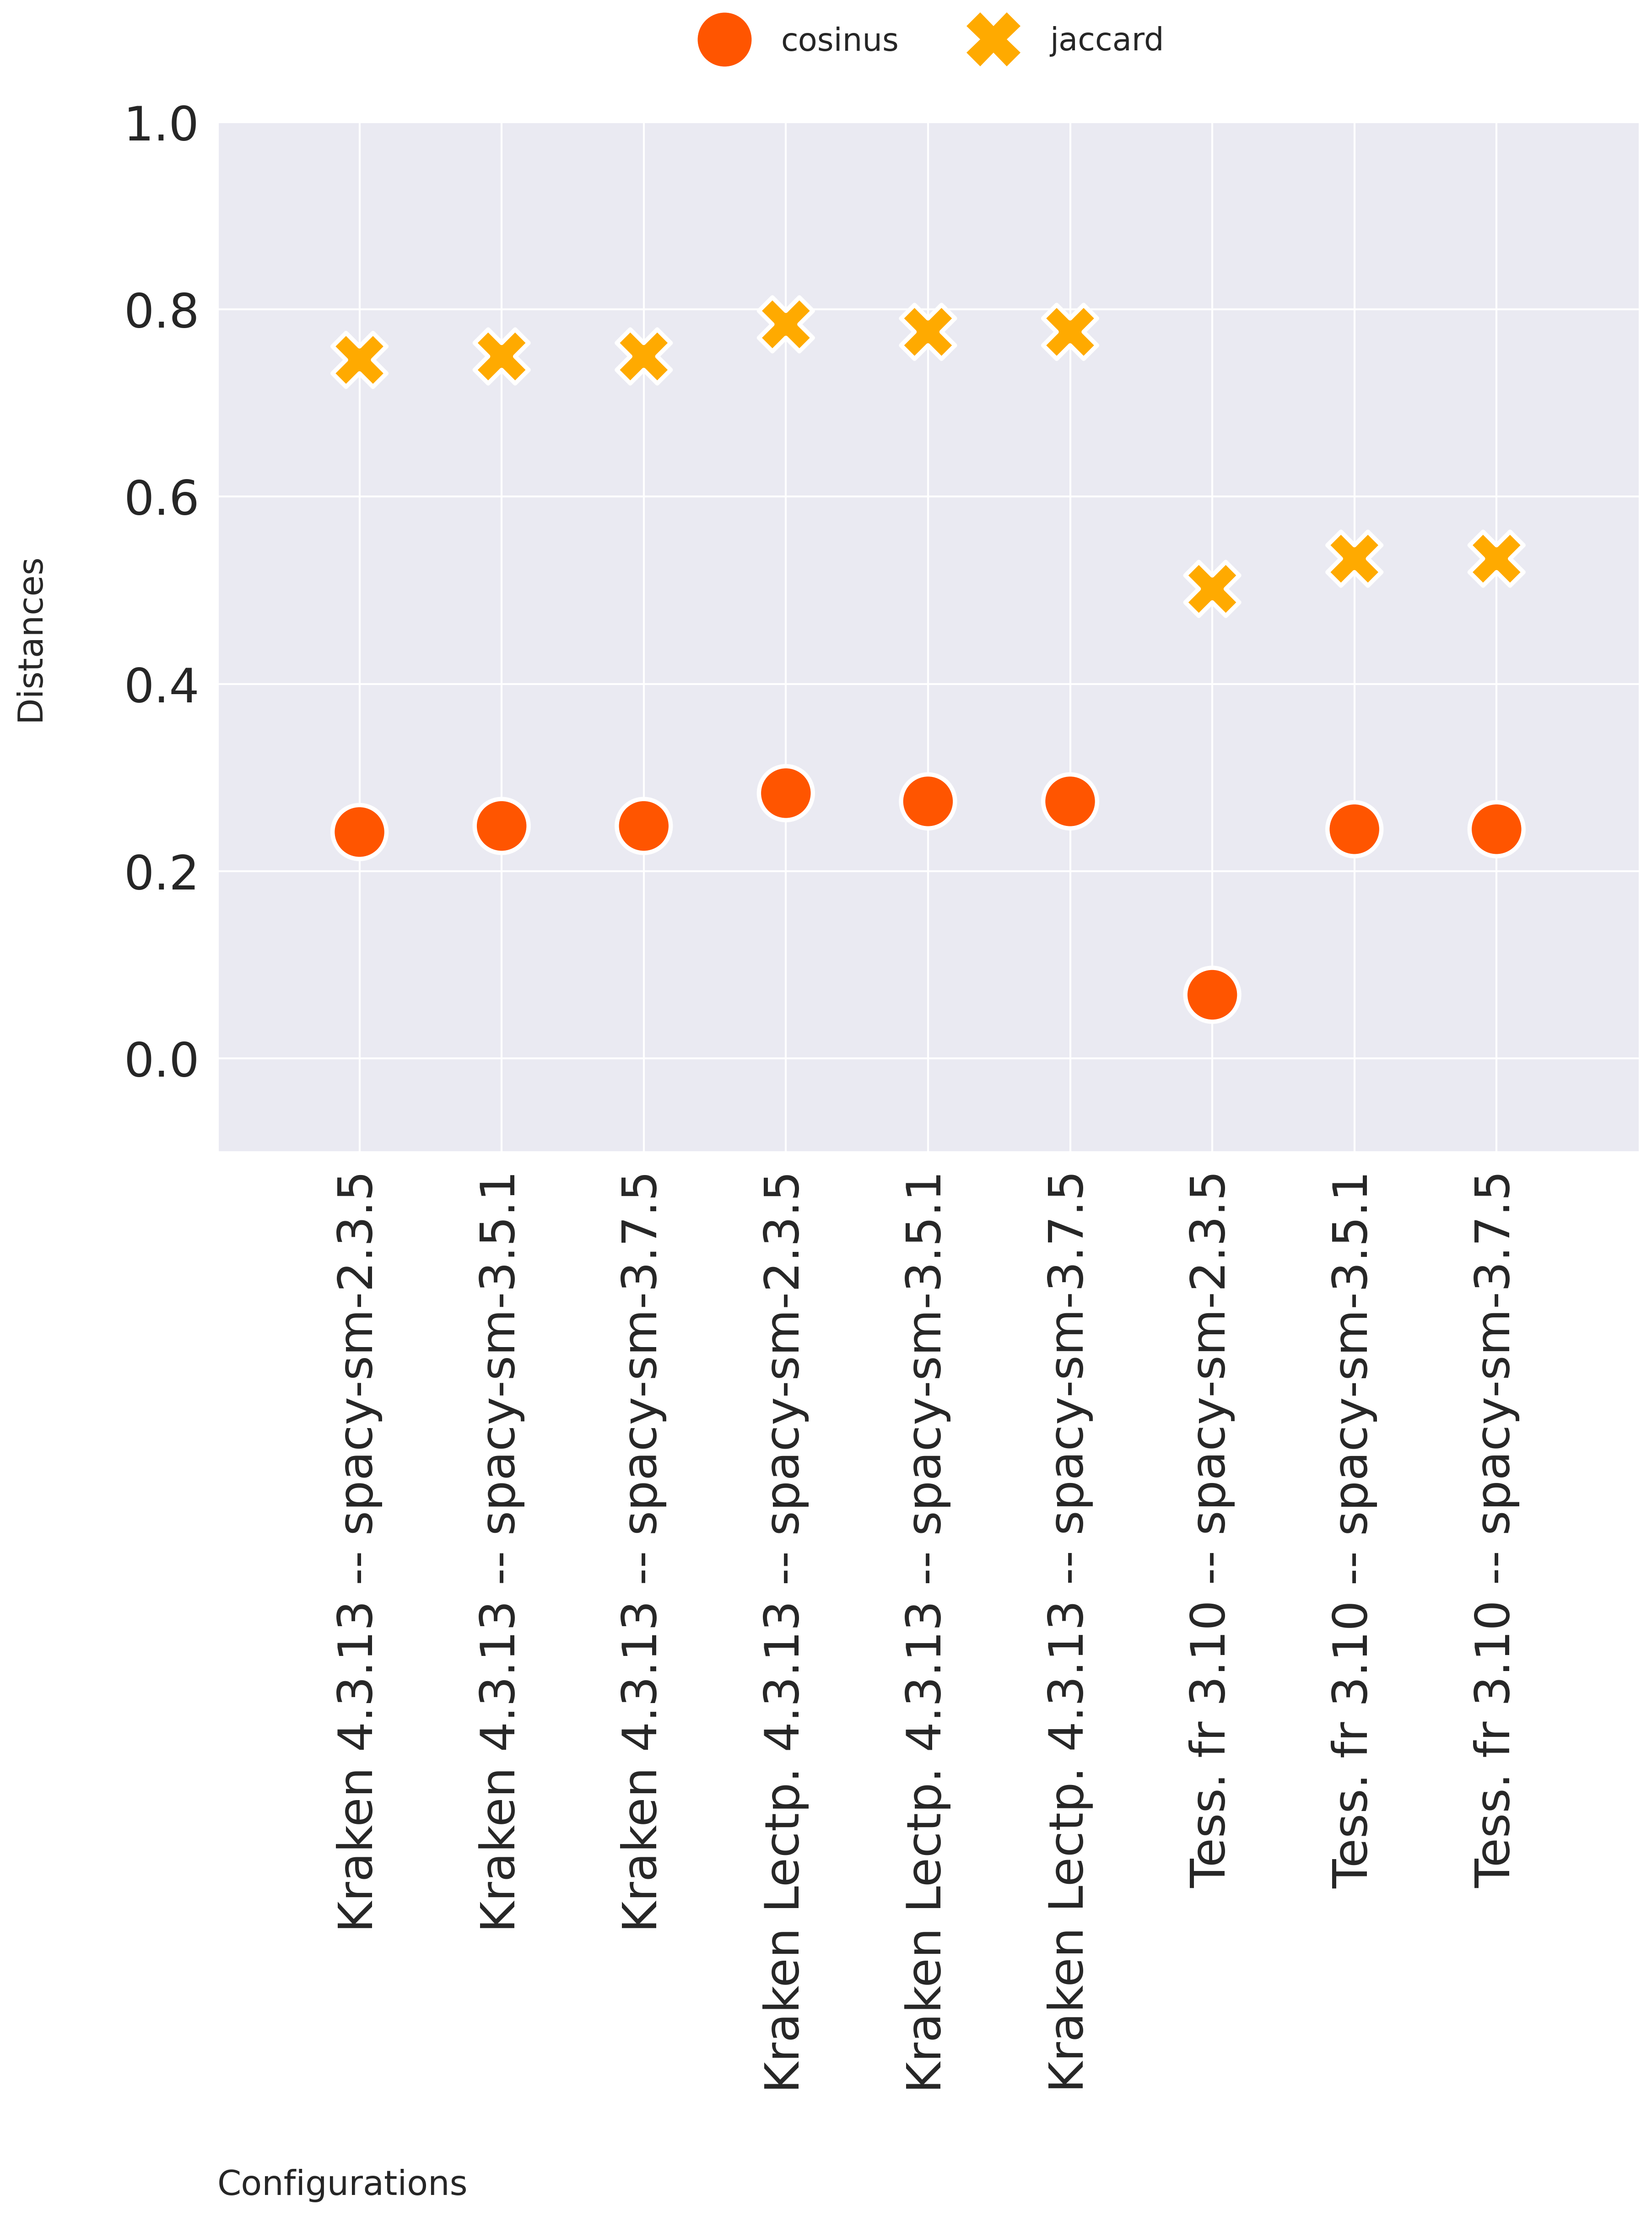 cosinus jaccard
1.0
0.8
0.6
0.4
0.2
0.0
Distances
Kraken 4.3.13 -- spacy-sm-2.3.5
Kraken 4.3.13 -- spacy-sm-3.5.1
Kraken 4.3.13 -- spacy-sm-3.7.5
Kraken Lectp. 4.3.13 -- spacy-sm-2.3.5
Kraken Lectp. 4.3.13 -- spacy-sm-3.5.1
Kraken Lectp. 4.3.13 -- spacy-sm-3.7.5
Tess. fr 3.10 -- spacy-sm-2.3.5
Tess. fr 3.10 -- spacy-sm-3.5.1
Tess. fr 3.10 -- spacy-sm-3.7.5
Configurations